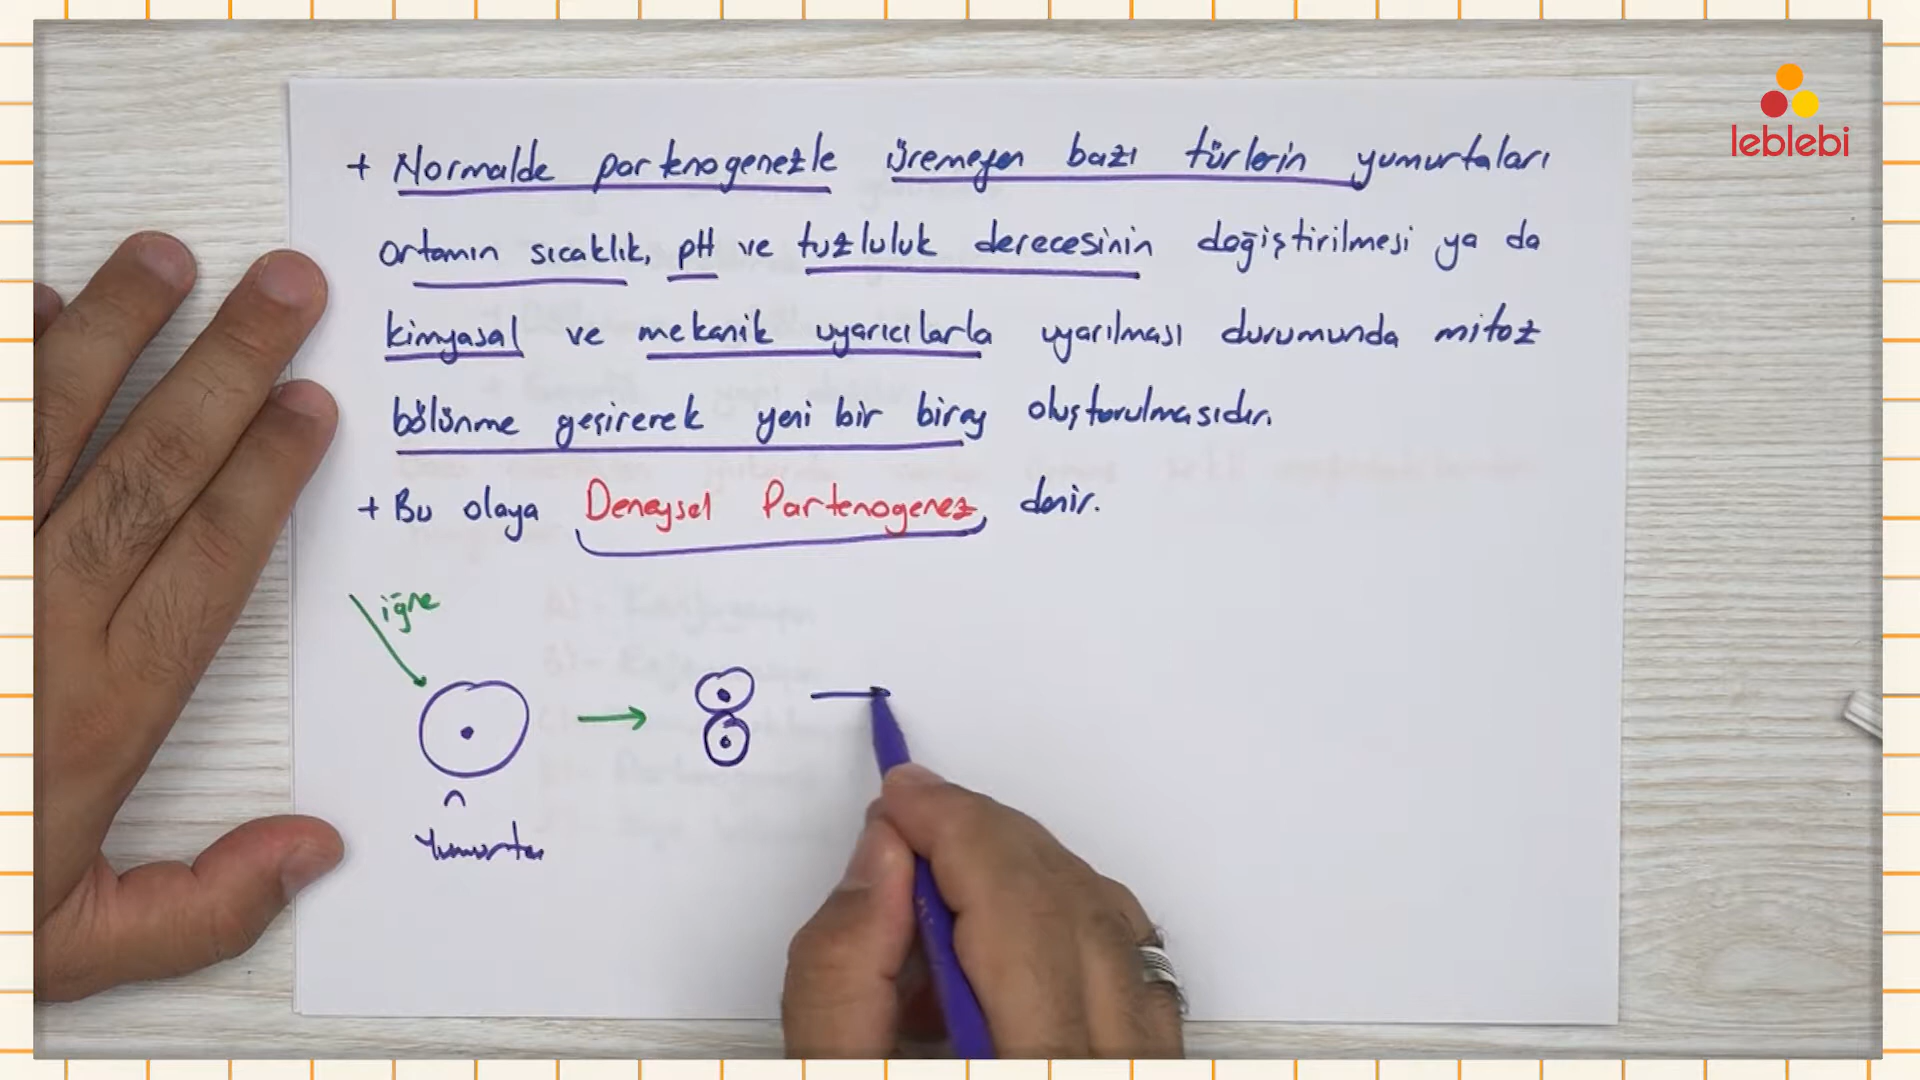 leblebi
+ Normalde partenogenezle üremeyen bazı türlerin yumurtaları
ortamın sıcaklık, pH ve tuzluluk derecesinin değiştirilmesi ya da
kimyasal ve mekanik uyarıcılarla uyarılması durumunda mitoz
bölünme geçirerek yeni bir birey oluşturulmasıdır.
+ Bu olaya Deneysel Partenogenez denir.
iğne
n
Yumurta